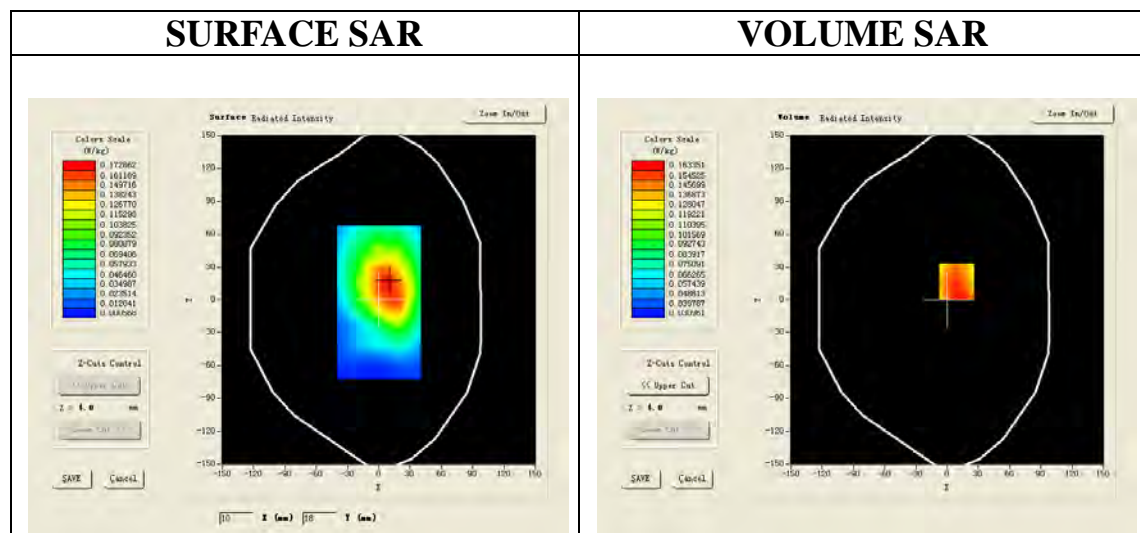 SURFACE SAR
VOLUME SAR
Surface Radiated Intensity
Zoom In/Out
Colors Scale
(W/kg)
0.172862
0.161189
0.149716
0.138243
0.126770
0.115298
0.103825
0.092352
0.080879
0.069406
0.057933
0.046460
0.034987
0.023514
0.012041
150
120
90
60
30
0
-30
-60
-90
-120
-150
-150 -120 -90 -60 -30 0 30 60 90 120 150
Z-Cuts Control
<< Upper Cut
Z = 4.0 mm
SAVE Cancel
10 X (mm) 18 Y (mm)
Volume Radiated Intensity
Zoom In/Out
Colors Scale
(W/kg)
0.163351
0.154525
0.145699
0.136873
0.128047
0.119221
0.110395
0.101569
0.092743
0.083917
0.075091
0.066265
0.057439
0.048613
0.039787
0.030961
150
120
90
60
30
0
-30
-60
-90
-120
-150
-150 -120 -90 -60 -30 0 30 60 90 120 150
Z-Cuts Control
<< Upper Cut
Z = 4.0 mm
SAVE Cancel